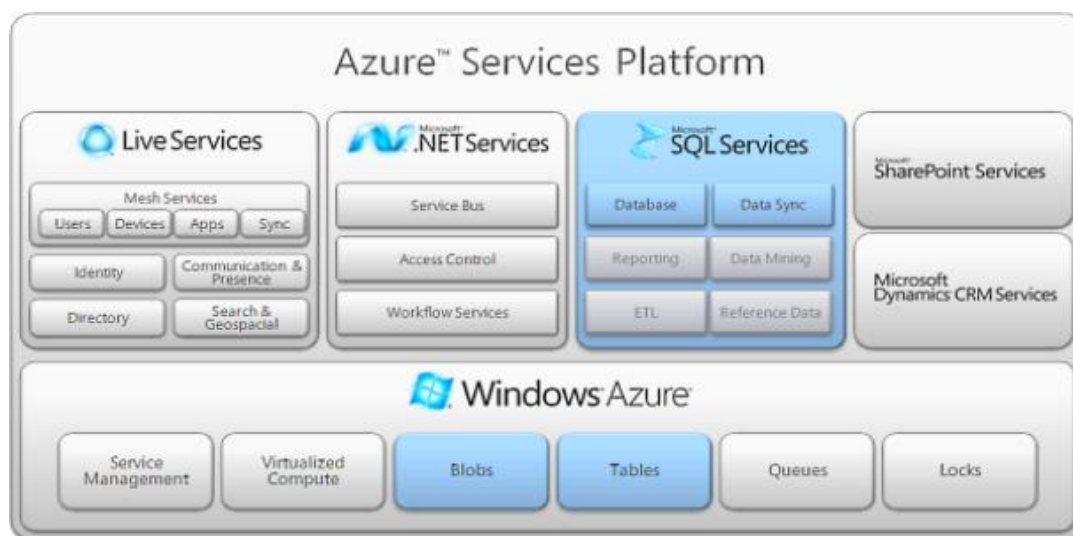 Azure™ Services Platform
Live Services
Mesh Services
Users Devices Apps Sync
Identity
Communication &
Presence
Directory
Search &
Geospacial
Microsoft
.NET Services
Service Bus
Access Control
Workflow Services
Microsoft
SQL Services
Database Data Sync
Reporting Data Mining
ETL Reference Data
Microsoft
SharePoint Services
Microsoft
Dynamics CRM Services
Windows Azure
Service
Management
Virtualized
Compute
Blobs
Tables
Queues
Locks